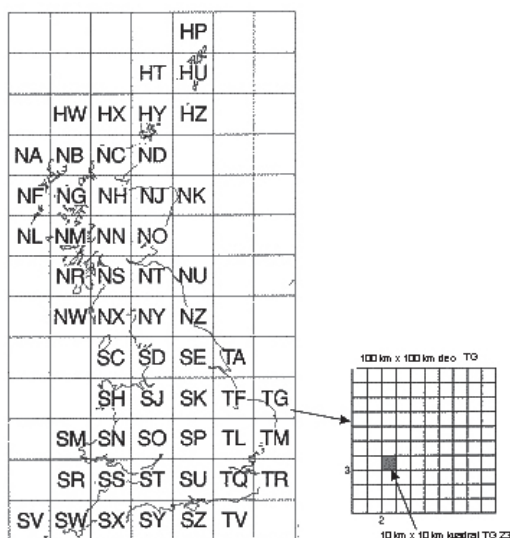 HP
HT HU
HW HX HY HZ
NA NB NC ND
NF NG NH NJ NK
NL NM NN NO
NR NS NT NU
NW NX NY NZ
SC SD SE TA
SH SJ SK TF TG
SM SN SO SP TL TM
SR SS ST SU TQ TR
SV SW SX SY SZ TV
100 km x 100 km deo TG
3
2
10 km x 10 km kvadrat TG 23